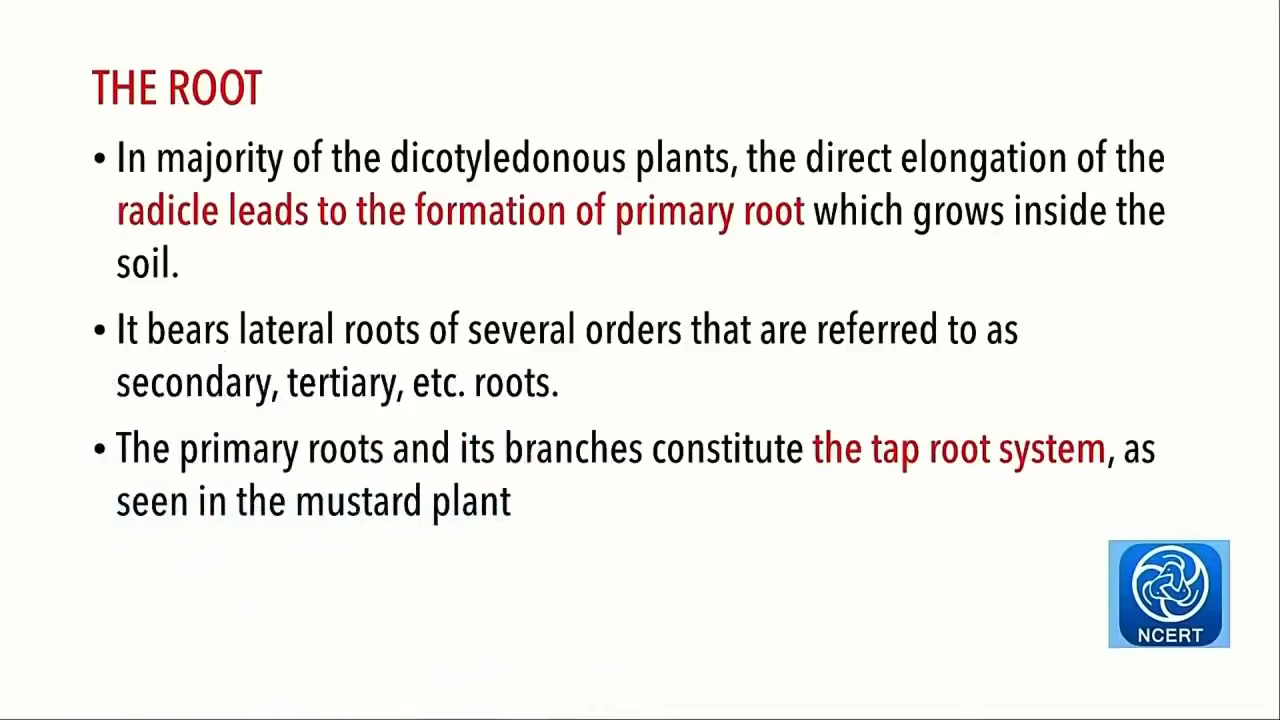 THE ROOT
• In majority of the dicotyledonous plants, the direct elongation of the
radicle leads to the formation of primary root which grows inside the
soil.
• It bears lateral roots of several orders that are referred to as
secondary, tertiary, etc. roots.
• The primary roots and its branches constitute the tap root system, as
seen in the mustard plant
NCERT